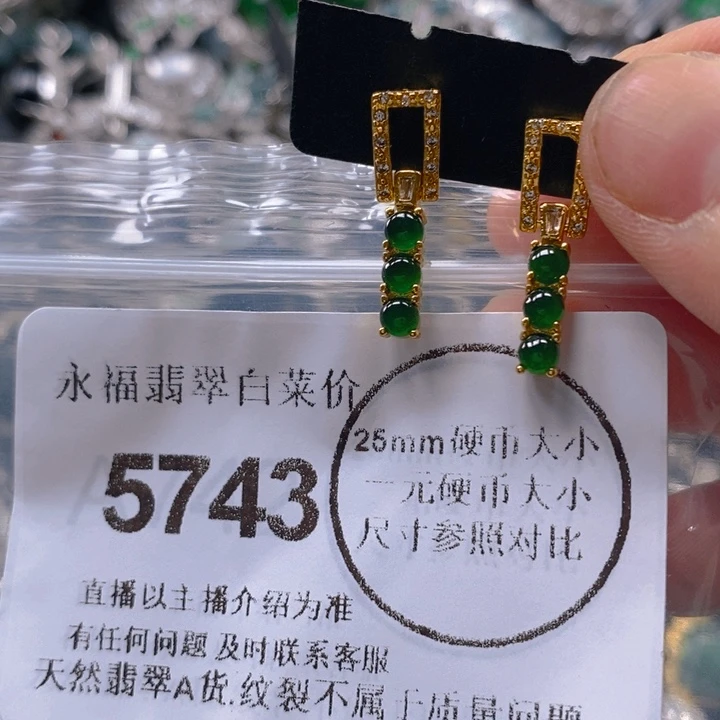 永福翡翠白菜价
5743
25mm硬币大小
一元硬币大小
尺寸参照对比
直播以主播介绍为准
有任何问题及时联系客服
天然翡翠A货,纹裂不属于质量问题